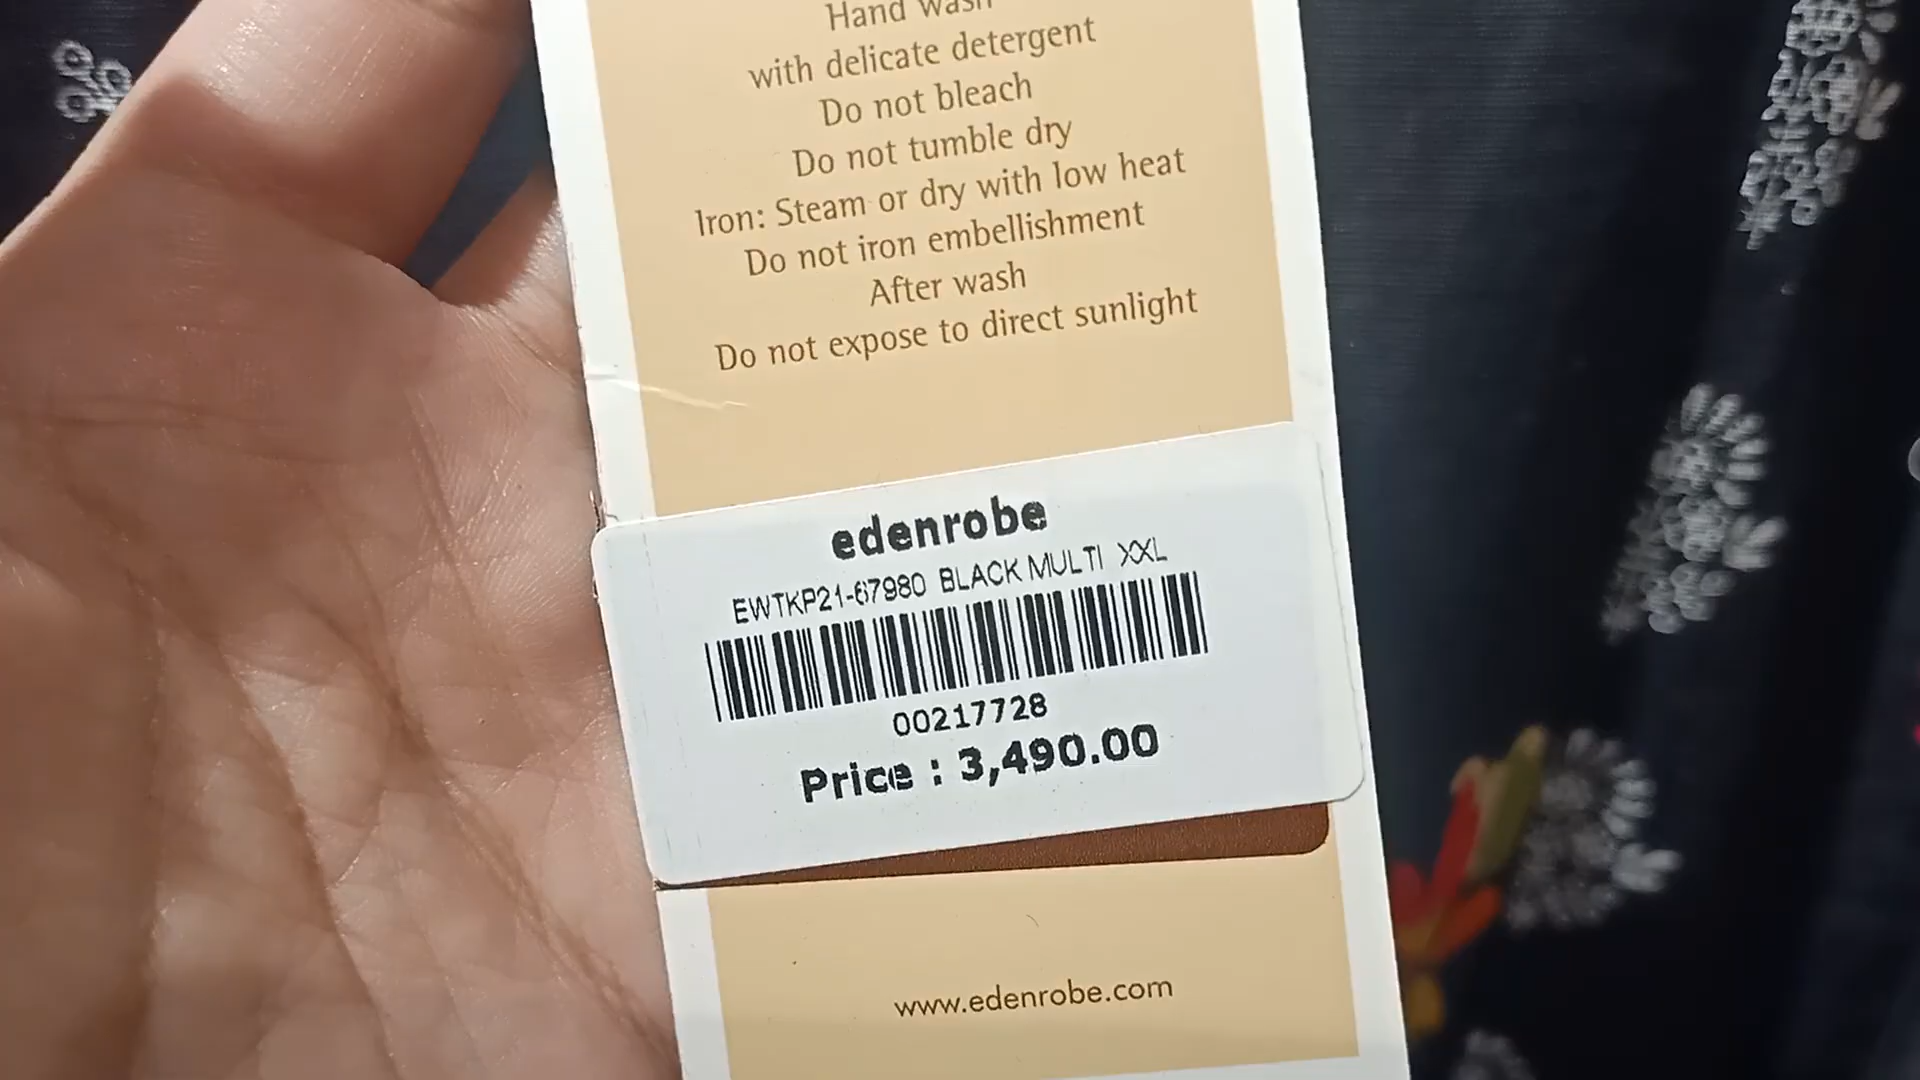 Hand wash
with delicate detergent
Do not bleach
Do not tumble dry
Iron: Steam or dry with low heat
Do not iron embellishment
After wash
Do not expose to direct sunlight
edenrobe
EWTKP21-67980 BLACK MULTI XXL
00217728
Price : 3,490.00
www.edenrobe.com